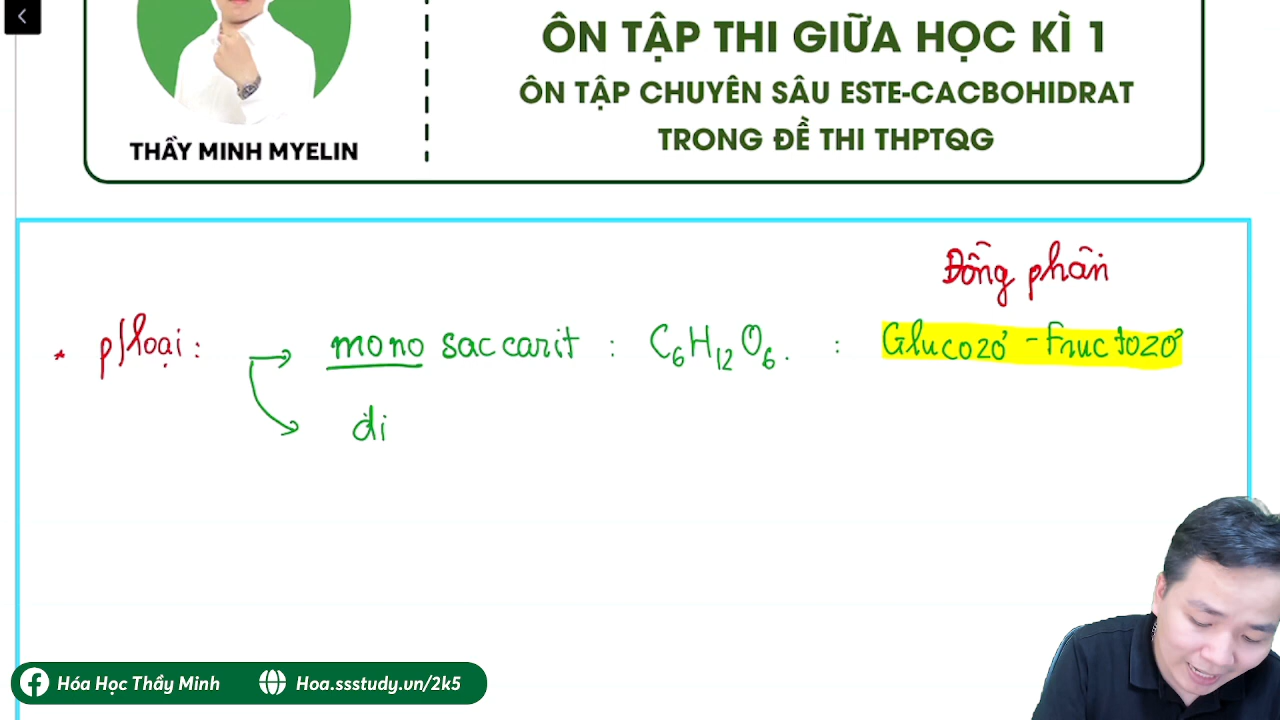 ÔN TẬP THI GIỮA HỌC KÌ 1
ÔN TẬP CHUYÊN SÂU ESTE-CACBOHIDRAT
TRONG ĐỀ THI THPTQG
THẦY MINH MYELIN
Đồng phân
* p/loại: mono saccarit : C₆H₁₂O₆. : Glucozơ - Fructozơ
đi
Hóa Học Thầy Minh Hoa.ssstudy.vn/2k5